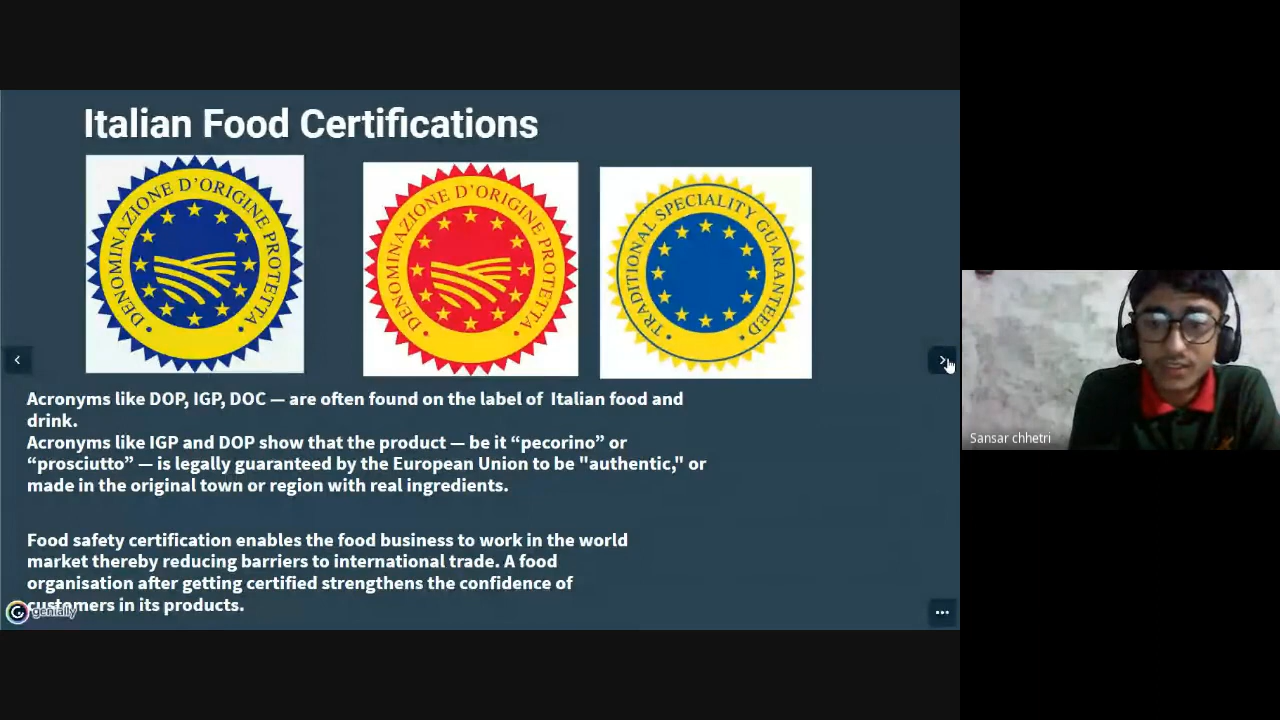 Italian Food Certifications
DENOMINAZIONE D'ORIGINE PROTETTA
DENOMINAZIONE D'ORIGINE PROTETTA
TRADITIONAL SPECIALITY GUARANTEED
Acronyms like DOP, IGP, DOC — are often found on the label of Italian food and
drink.
Acronyms like IGP and DOP show that the product — be it “pecorino” or
“prosciutto” — is legally guaranteed by the European Union to be "authentic," or
made in the original town or region with real ingredients.
Food safety certification enables the food business to work in the world
market thereby reducing barriers to international trade. A food
organisation after getting certified strengthens the confidence of
customers in its products.
genially
Sansar chhetri